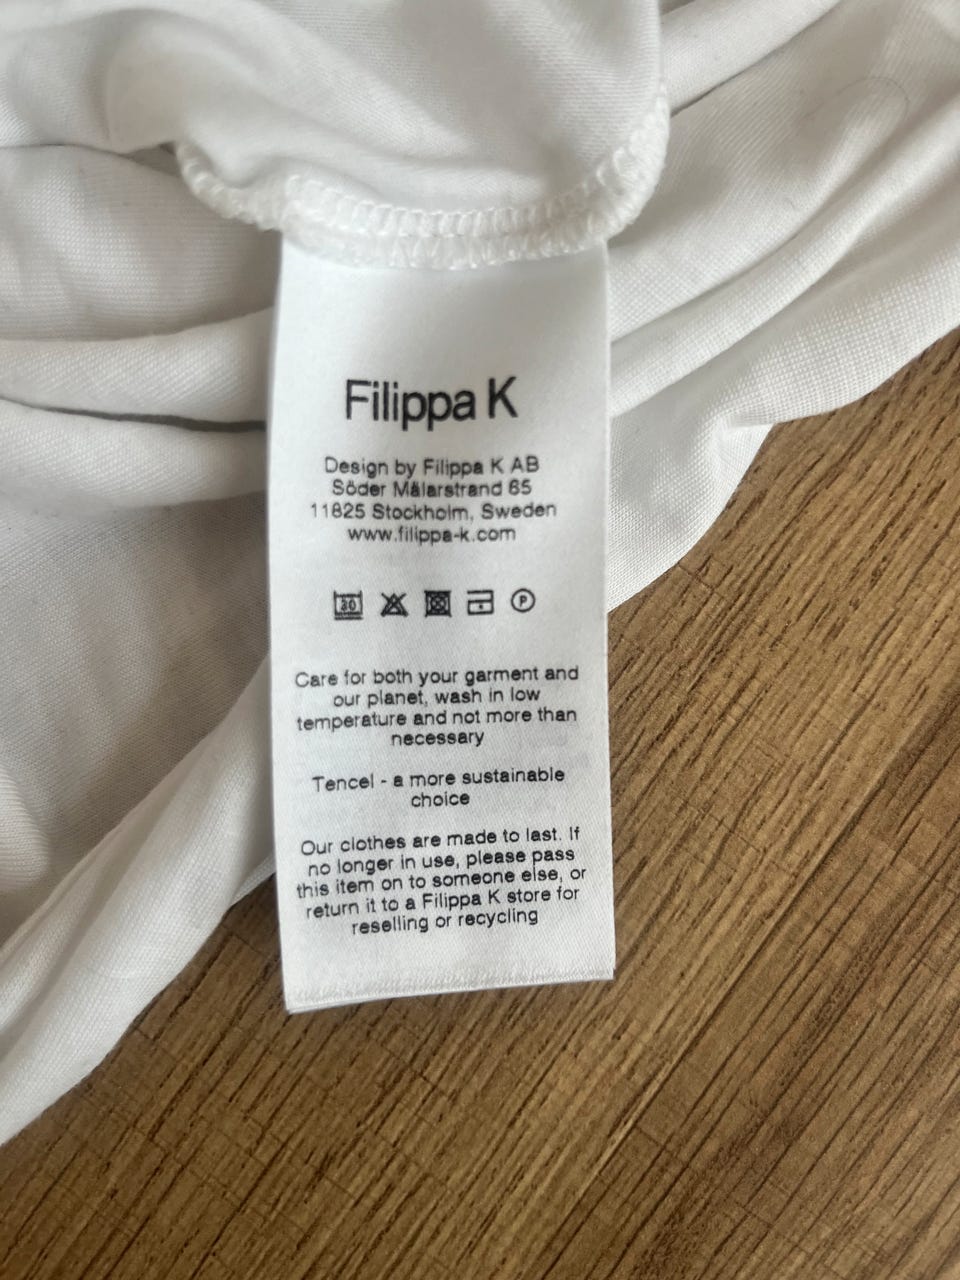 Filippa K
Design by Filippa K AB
Söder Mälarstrand 65
11825 Stockholm, Sweden
www.filippa-k.com
30 P
Care for both your garment and
our planet, wash in low
temperature and not more than
necessary
Tencel - a more sustainable
choice
Our clothes are made to last. If
no longer in use, please pass
this item on to someone else, or
return it to a Filippa K store for
reselling or recycling